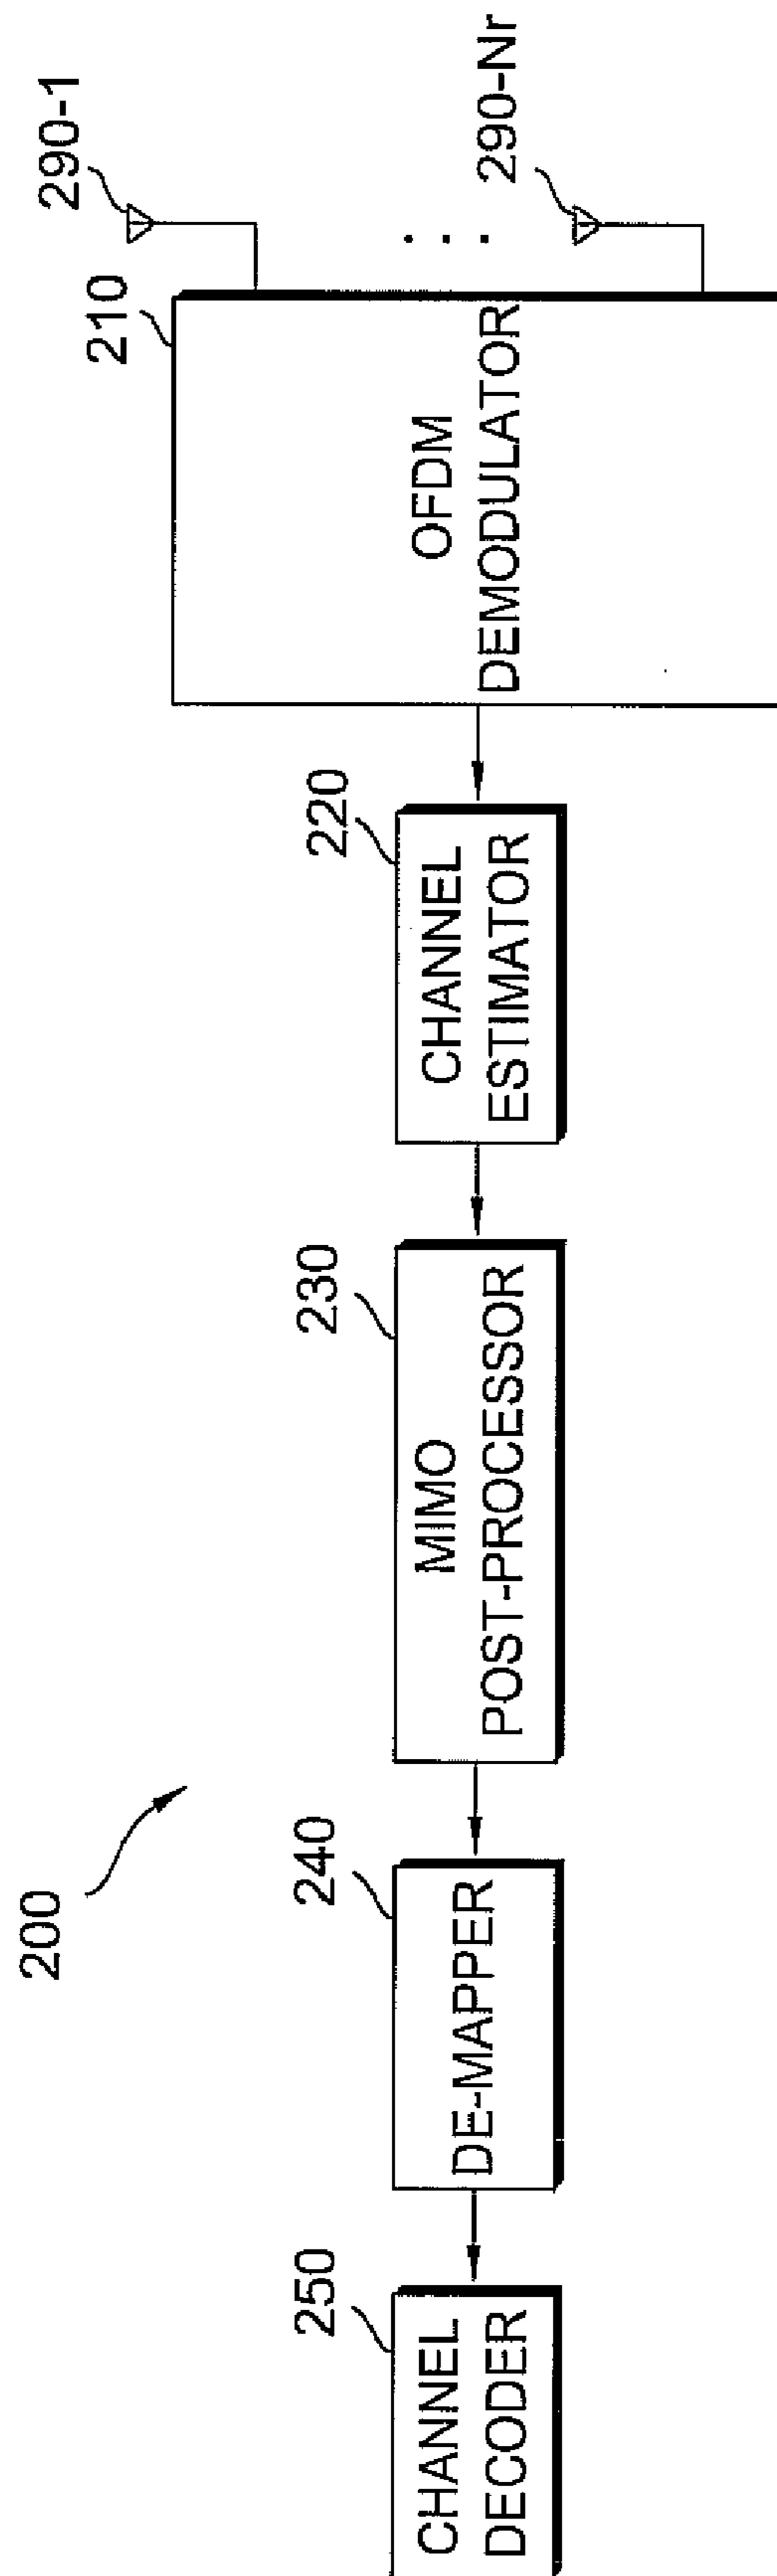 200
290-1
290-Nr
210
OFDM
DEMODULATOR
220
CHANNEL
ESTIMATOR
230
MIMO
POST-PROCESSOR
240
DE-MAPPER
250
CHANNEL
DECODER